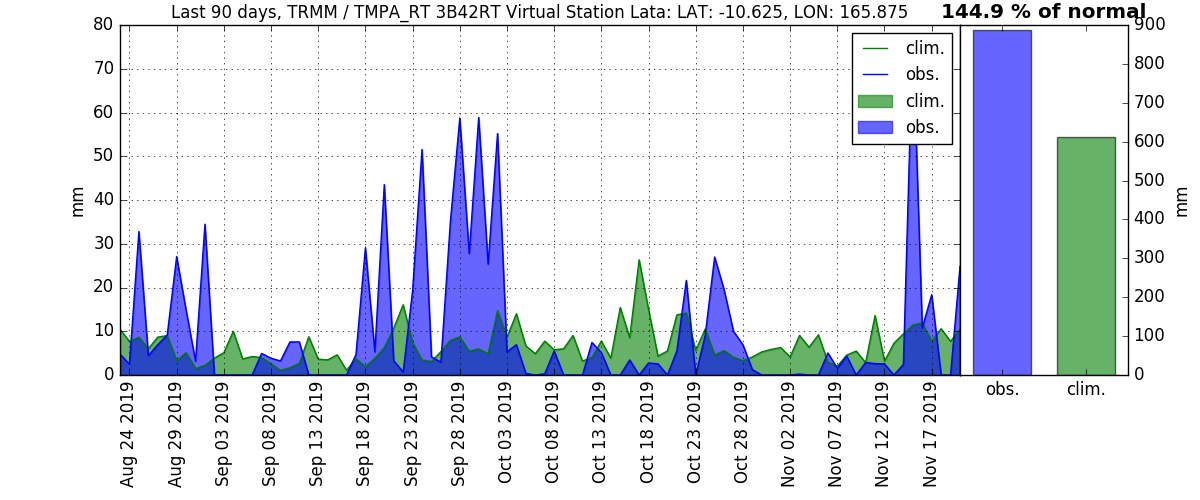 Last 90 days, TRMM / TMPA_RT 3B42RT Virtual Station Lata: LAT: -10.625, LON: 165.875
144.9 % of normal
80
70
60
50
40
30
20
10
0
mm
clim.
obs.
clim.
obs.
900
800
700
600
500
400
300
200
100
0
mm
obs.
clim.
Aug 24 2019
Aug 29 2019
Sep 03 2019
Sep 08 2019
Sep 13 2019
Sep 18 2019
Sep 23 2019
Sep 28 2019
Oct 03 2019
Oct 08 2019
Oct 13 2019
Oct 18 2019
Oct 23 2019
Oct 28 2019
Nov 02 2019
Nov 07 2019
Nov 12 2019
Nov 17 2019